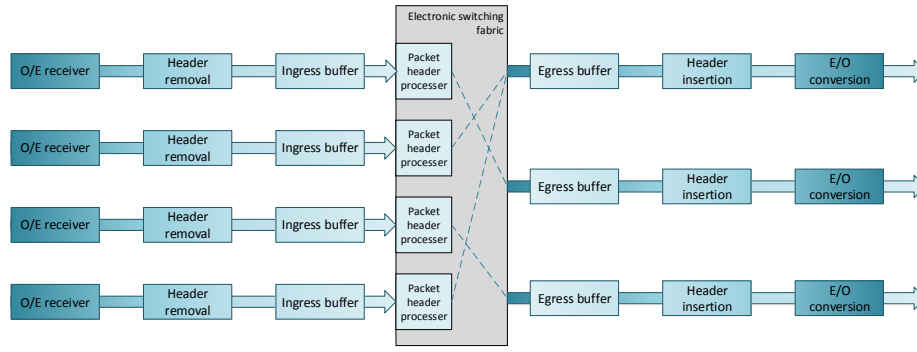 Electronic switching
fabric
O/E receiver
Header
removal
Ingress buffer
Packet
header
processer
Egress buffer
Header
insertion
E/O
conversion
O/E receiver
Header
removal
Ingress buffer
Packet
header
processer
Egress buffer
Header
insertion
E/O
conversion
O/E receiver
Header
removal
Ingress buffer
Packet
header
processer
Egress buffer
Header
insertion
E/O
conversion
O/E receiver
Header
removal
Ingress buffer
Packet
header
processer